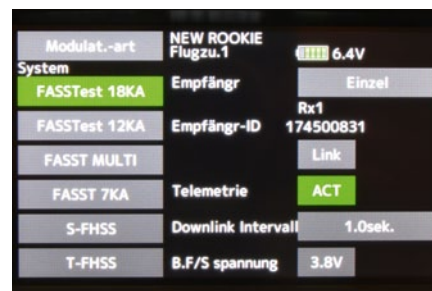 Modulat.-art
NEW ROOKIE
Flugzu.1
6.4V
System
FASSTest 18KA
Empfängr
Einzel
Rx1
FASSTest 12KA
Empfängr-ID
174500831
FASST MULTI
Link
FASST 7KA
Telemetrie
ACT
S-FHSS
Downlink Intervall
1.0sek.
T-FHSS
B.F/S spannung
3.8V